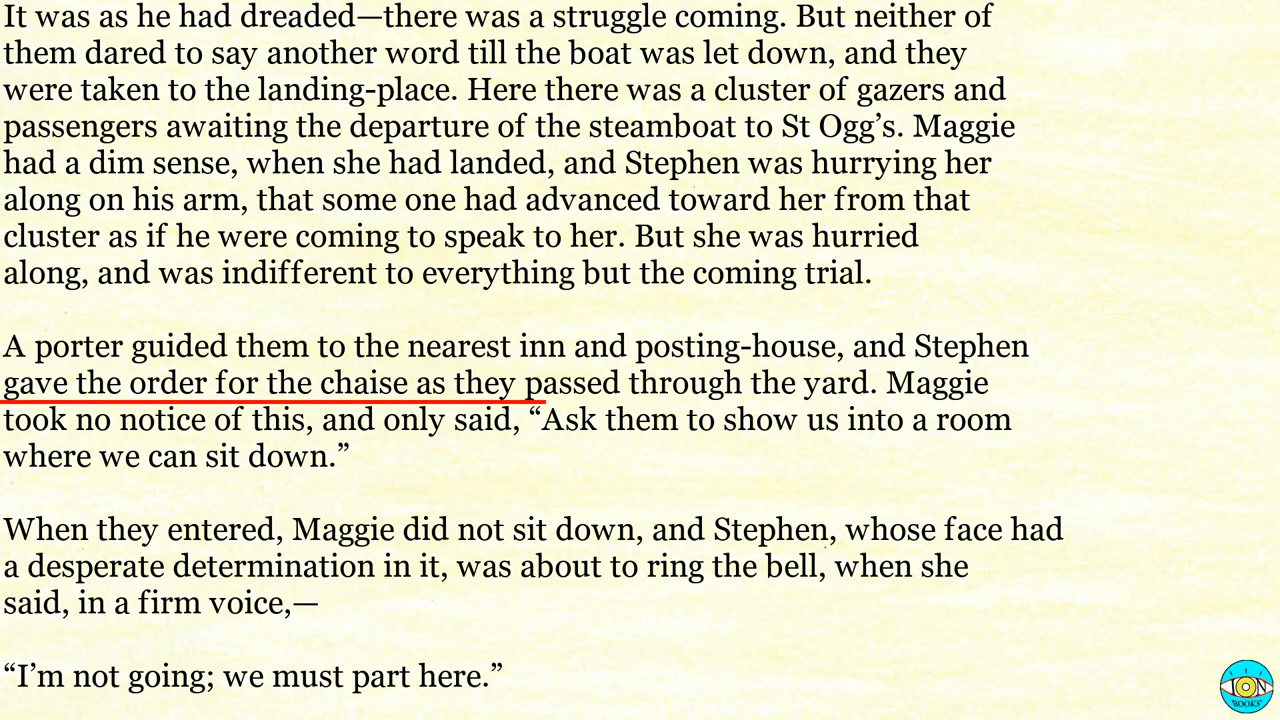 It was as he had dreaded—there was a struggle coming. But neither of
them dared to say another word till the boat was let down, and they
were taken to the landing-place. Here there was a cluster of gazers and
passengers awaiting the departure of the steamboat to St Ogg’s. Maggie
had a dim sense, when she had landed, and Stephen was hurrying her
along on his arm, that some one had advanced toward her from that
cluster as if he were coming to speak to her. But she was hurried
along, and was indifferent to everything but the coming trial.
A porter guided them to the nearest inn and posting-house, and Stephen
gave the order for the chaise as they passed through the yard. Maggie
took no notice of this, and only said, “Ask them to show us into a room
where we can sit down.”
When they entered, Maggie did not sit down, and Stephen, whose face had
a desperate determination in it, was about to ring the bell, when she
said, in a firm voice,—
“I’m not going; we must part here.”
ION
BOOKS